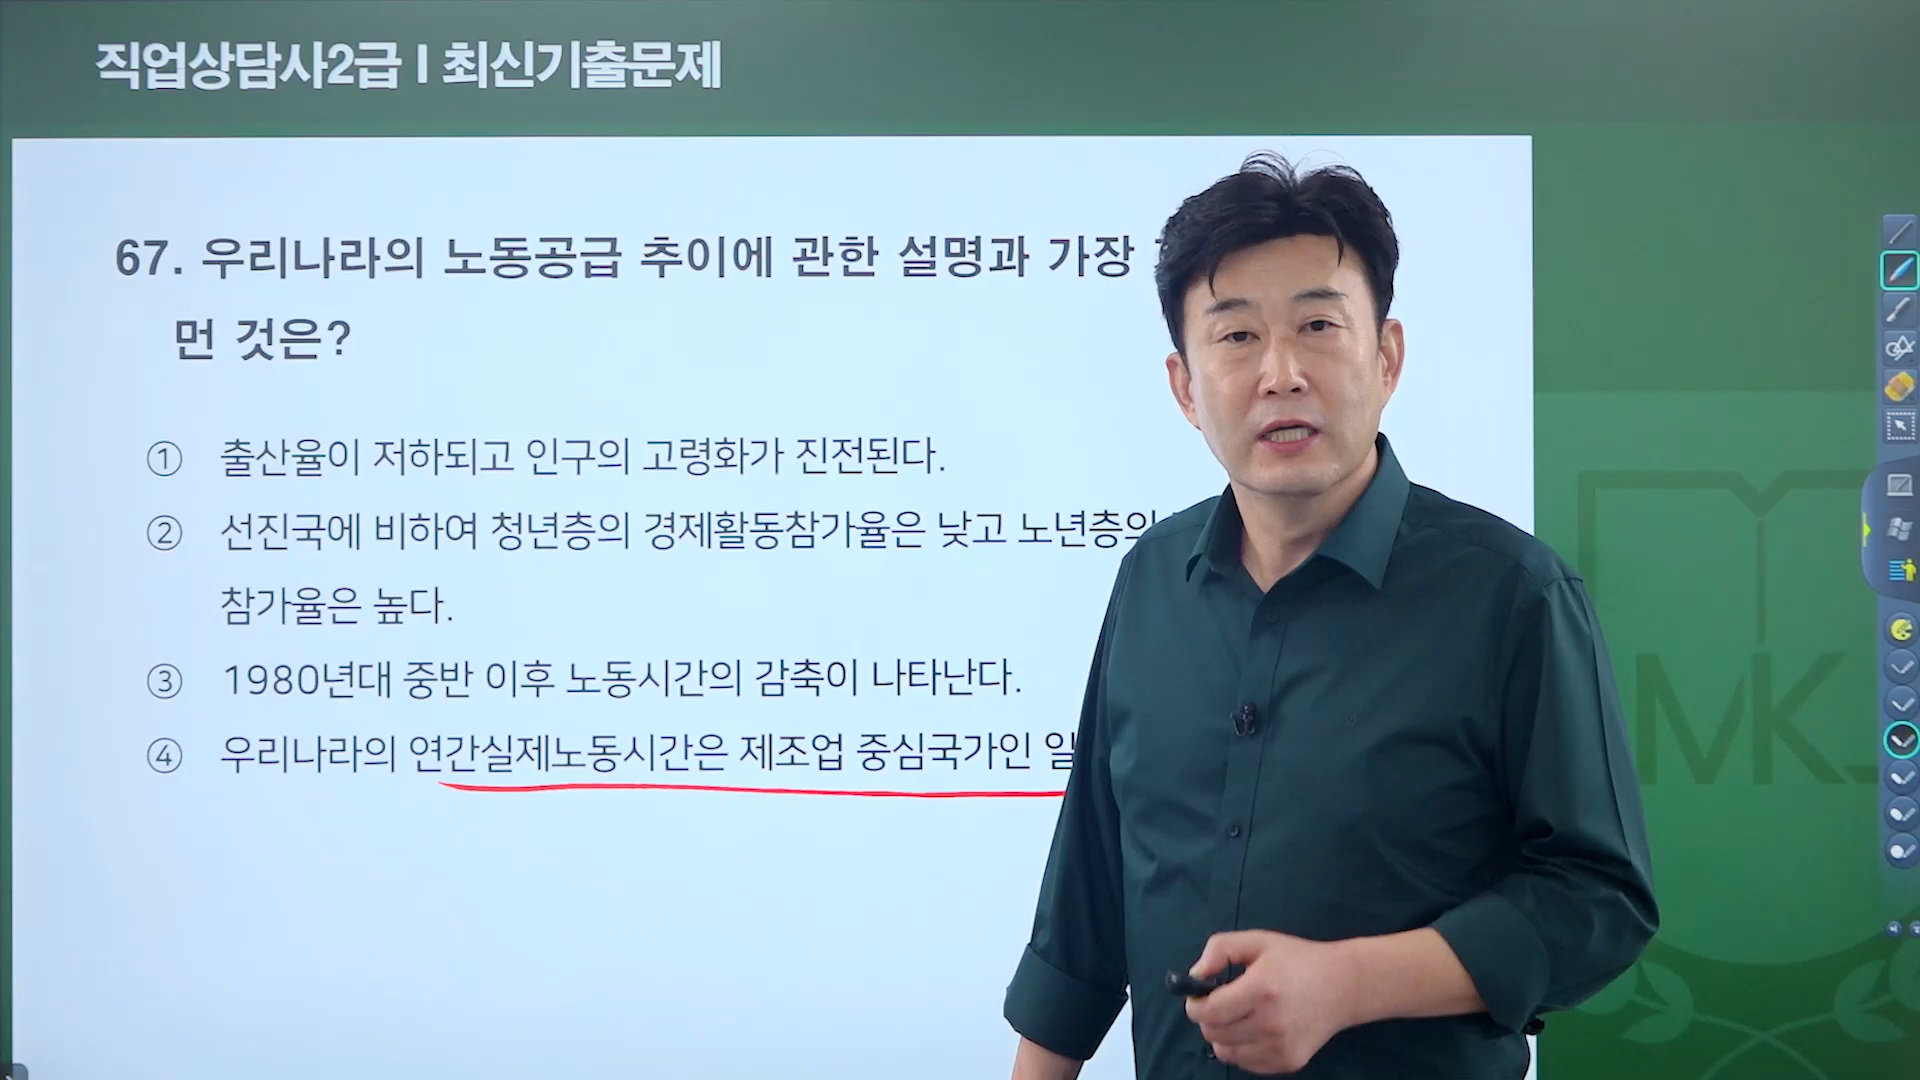 직업상담사2급 | 최신기출문제
67. 우리나라의 노동공급 추이에 관한 설명과 가장
먼 것은?
① 출산율이 저하되고 인구의 고령화가 진전된다.
② 선진국에 비하여 청년층의 경제활동참가율은 낮고 노년층의
참가율은 높다.
③ 1980년대 중반 이후 노동시간의 감축이 나타난다.
④ 우리나라의 연간실제노동시간은 제조업 중심국가인
MK